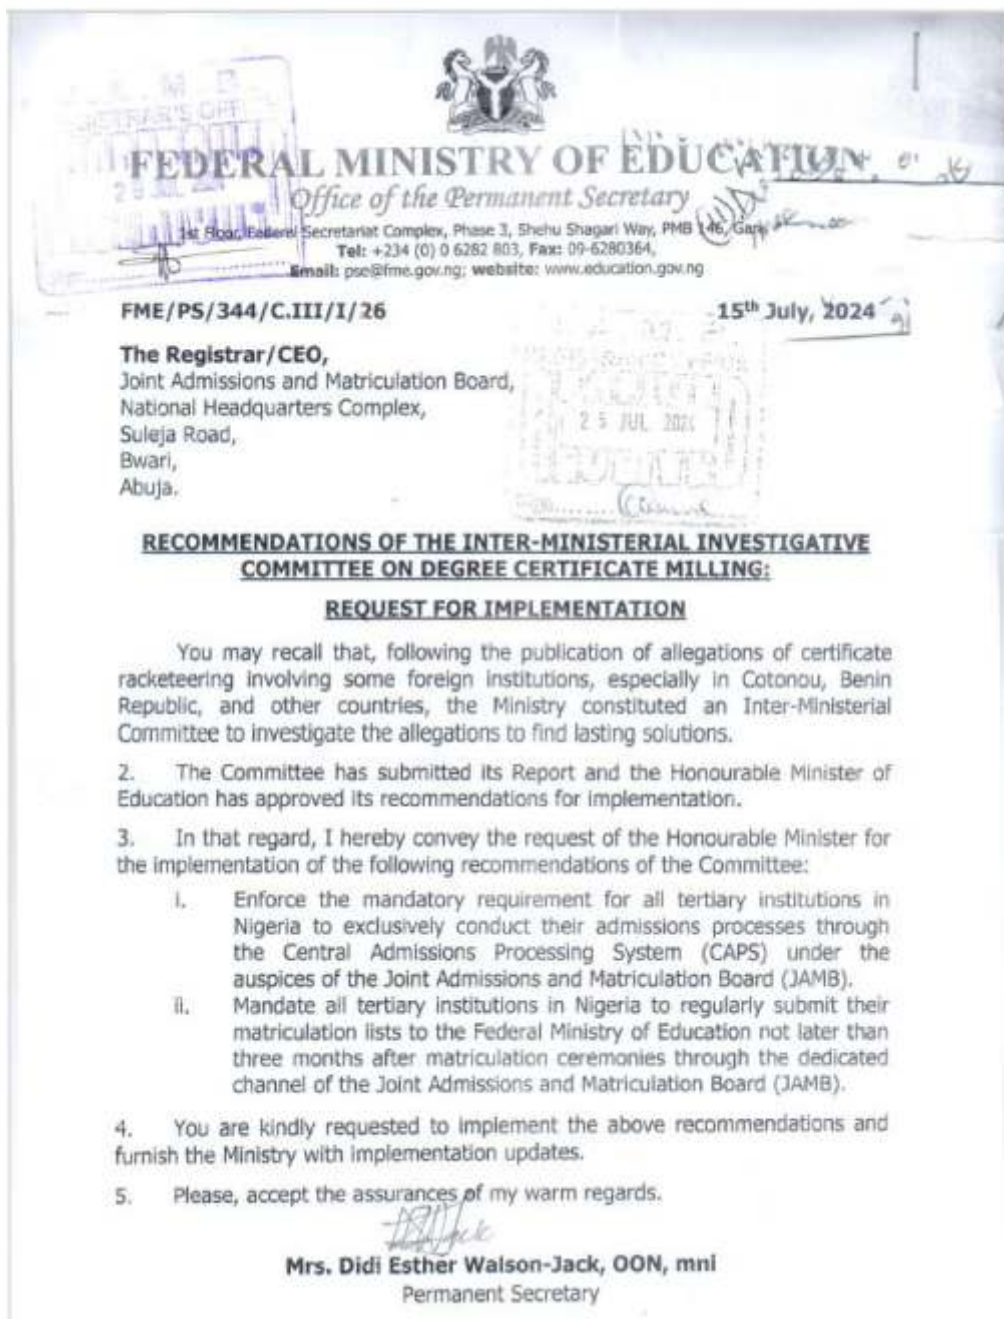 FEDERAL MINISTRY OF EDUCATION
Office of the Permanent Secretary
1st Floor, Federal Secretariat Complex, Phase 3, Shehu Shagari Way, PMB 146,
Tel: +234 (0) 0 6282 803, Fax: 09-6280364,
Email: pse@fme.gov.ng; website: www.education.gov.ng
FME/PS/344/C.III/I/26
15th July, 2024
The Registrar/CEO,
Joint Admissions and Matriculation Board,
National Headquarters Complex,
Suleja Road,
Bwari,
Abuja.
25 JUL 202
RECOMMENDATIONS OF THE INTER-MINISTERIAL INVESTIGATIVE
COMMITTEE ON DEGREE CERTIFICATE MILLING:
REQUEST FOR IMPLEMENTATION
You may recall that, following the publication of allegations of certificate
racketeering involving some foreign institutions, especially in Cotonou, Benin
Republic, and other countries, the Ministry constituted an Inter-Ministerial
Committee to investigate the allegations to find lasting solutions.
2. The Committee has submitted its Report and the Honourable Minister of
Education has approved its recommendations for implementation.
3. In that regard, I hereby convey the request of the Honourable Minister for
the implementation of the following recommendations of the Committee:
i. Enforce the mandatory requirement for all tertiary institutions in
Nigeria to exclusively conduct their admissions processes through
the Central Admissions Processing System (CAPS) under the
auspices of the Joint Admissions and Matriculation Board (JAMB).
ii. Mandate all tertiary institutions in Nigeria to regularly submit their
matriculation lists to the Federal Ministry of Education not later than
three months after matriculation ceremonies through the dedicated
channel of the Joint Admissions and Matriculation Board (JAMB).
4. You are kindly requested to implement the above recommendations and
furnish the Ministry with implementation updates.
5. Please, accept the assurances of my warm regards.
Mrs. Didi Esther Walson-Jack, OON, mni
Permanent Secretary